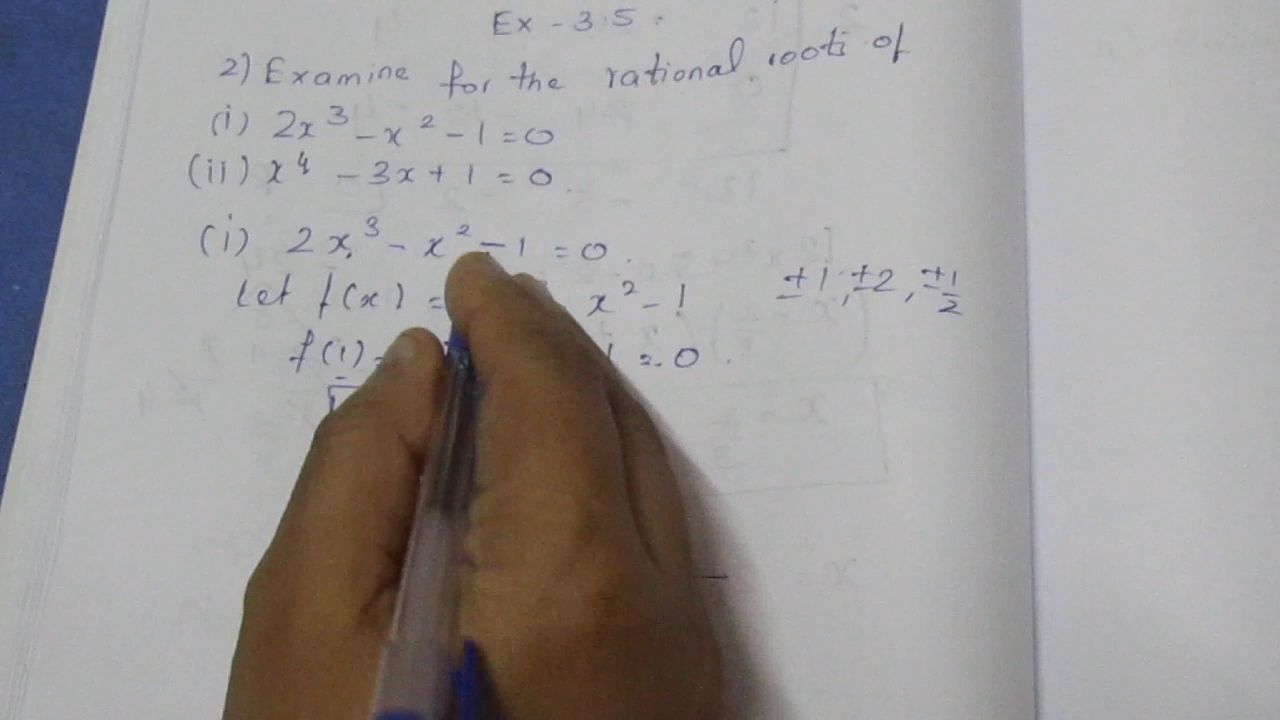 Ex - 3.5
2) Examine for the rational roots of
(i) 2x³ - x² - 1 = 0
(ii) x⁴ - 3x + 1 = 0
(i) 2x³ - x² - 1 = 0.
Let f(x) = x² - 1 ±1, ±2, ±1/2
f(1) = 0.